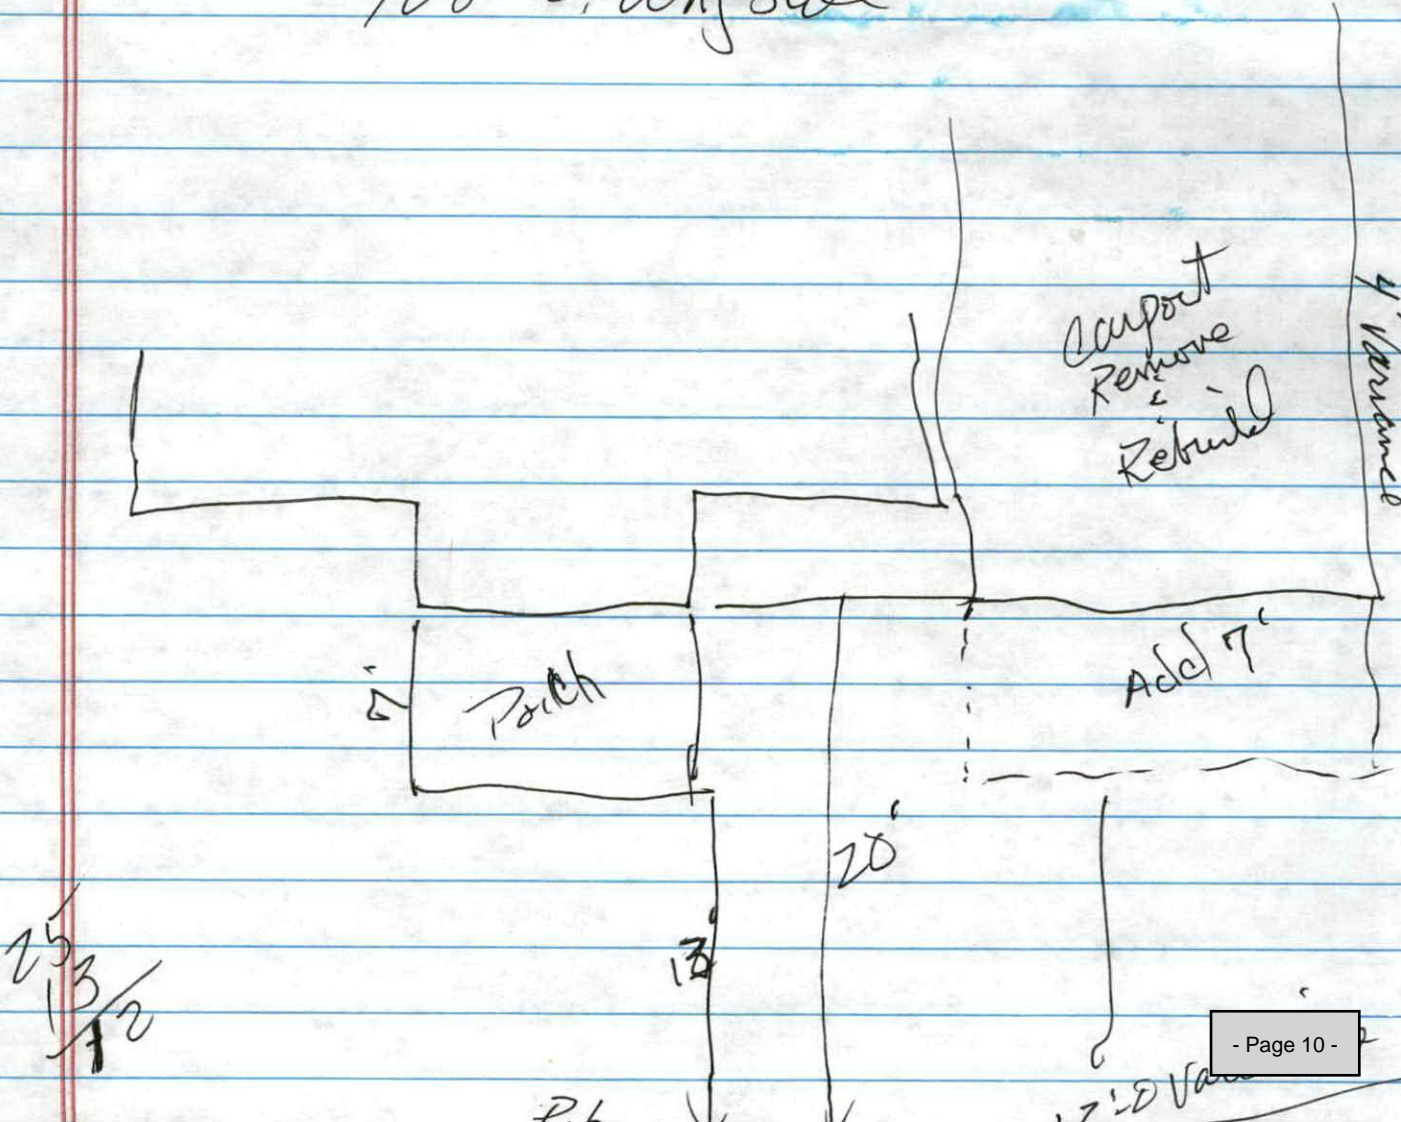 Carport
Remove
&
Rebuild
4' Variance
Add 7'
7'
Porch
20'
13'
25
13
12
- Page 10 -